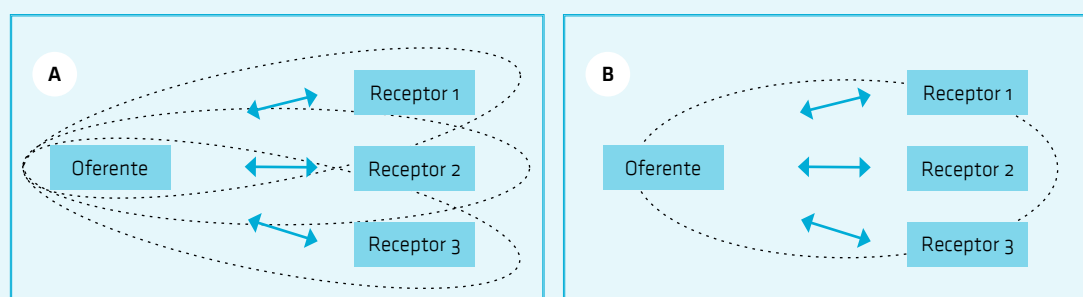 A
Receptor 1
Oferente
Receptor 2
Receptor 3
B
Receptor 1
Oferente
Receptor 2
Receptor 3